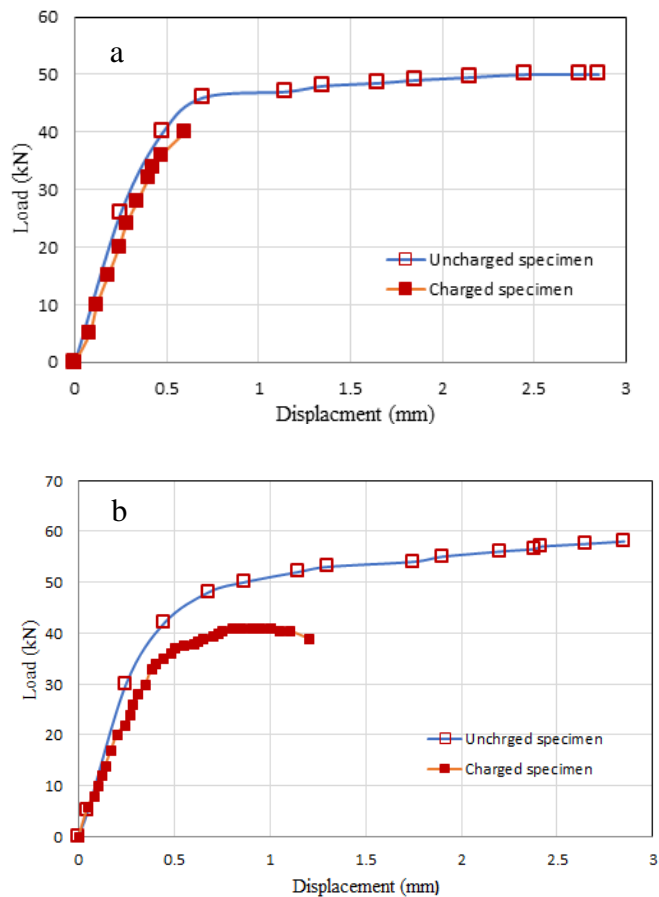 a
60
50
40
30
20
10
0
Load (kN)
Uncharged specimen
Charged specimen
0 0.5 1 1.5 2 2.5 3
Displacment (mm)
b
70
60
50
40
30
20
10
0
Load (kN)
Unchrged specimen
Charged specimen
0 0.5 1 1.5 2 2.5 3
Displacement (mm)